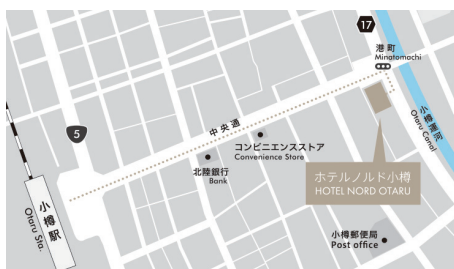 17
港町
Minatomachi
5
中央通
コンビニエンスストア
Convenience Store
北陸銀行
Bank
小樽運河
Otaru Canal
ホテルノルド小樽
HOTEL NORD OTARU
小樽駅
Otaru Sta.
小樽郵便局
Post office